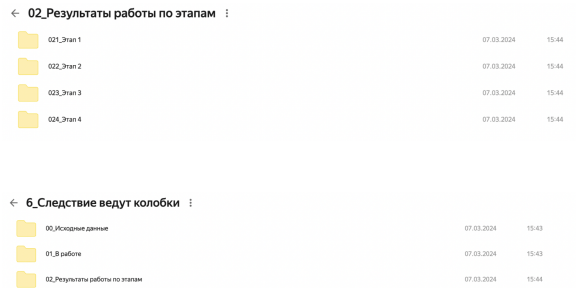 02_Результаты работы по этапам
021_Этап 1 07.03.2024 15:44
022_Этап 2 07.03.2024 15:44
023_Этап 3 07.03.2024 15:44
024_Этап 4 07.03.2024 15:44
6_Следствие ведут колобки
00_Исходные данные 07.03.2024 15:43
01_В работе 07.03.2024 15:43
02_Результаты работы по этапам 07.03.2024 15:44